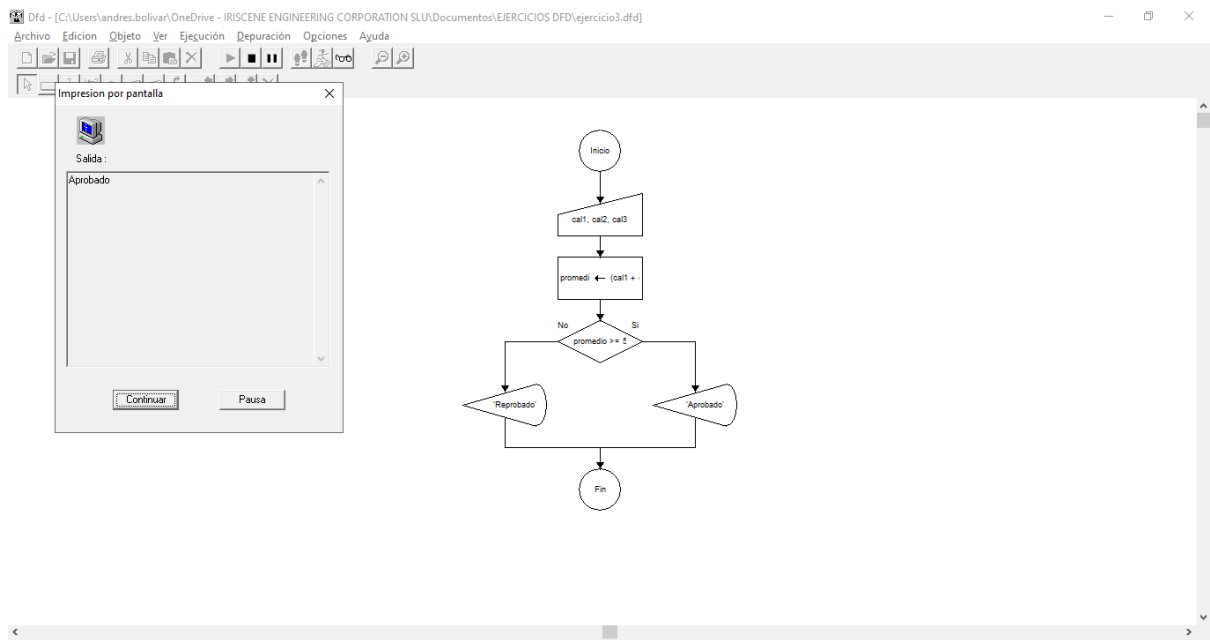 Dfd - [C:\Users\andres.bolivar\OneDrive - IRISCENE ENGINEERING CORPORATION SLU\Documentos\EJERCICIOS DFD\ejercicio3.dfd]
Archivo Edicion Objeto Ver Ejecución Depuración Opciones Ayuda
Impresion por pantalla
Salida :
Aprobado
Continuar Pausa
Inicio
cal1, cal2, cal3
promedi ← (cal1 +
No Si
promedio >=
'Reprobado' 'Aprobado'
Fin